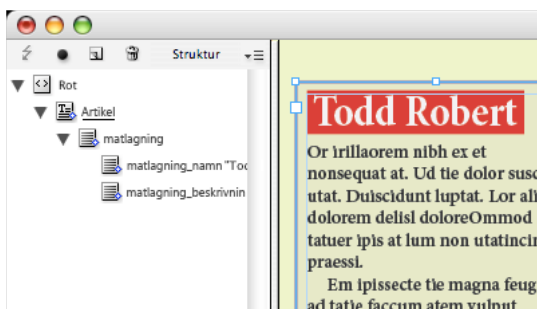 Struktur
Rot
Artikel
matlagning
matlagning_namn "Too
matlagning_beskrivnin
Todd Robert
Or irillaorem nibh ex et
nonsequat at. Ud tie dolor susc
utat. Duiscidunt luptat. Lor ali
dolorem delisl doloreOmmod
tatuer ipis at lum non utatincin
praessi.
Em ipissecte tie magna feug
ad tatie faccum atem vulput